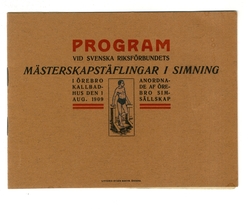 PROGRAM
VID SVENSKA RIKSFÖRBUNDETS
MÄSTERSKAPSTÄFLINGAR I SIMNING
I ÖREBRO
KALLBAD-
HUS DEN 1
AUG. 1909
ANORDNA-
DE AF ÖRE-
BRO SIM-
SÄLLSKAP